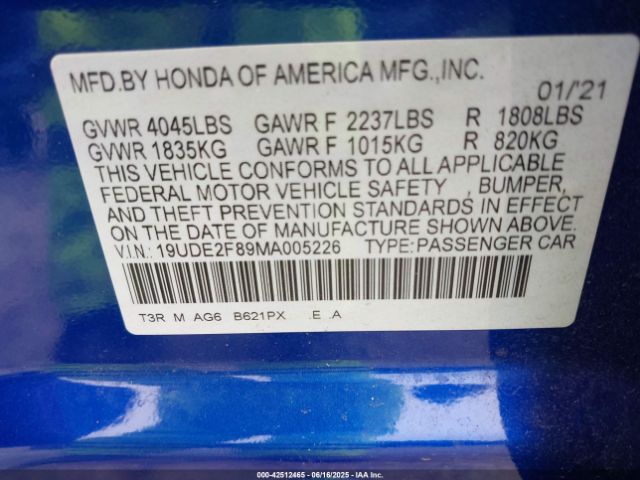 MFD.BY HONDA OF AMERICA MFG.,INC. 01/'21
GVWR 4045LBS GAWR F 2237LBS R 1808LBS
GVWR 1835KG GAWR F 1015KG R 820KG
THIS VEHICLE CONFORMS TO ALL APPLICABLE
FEDERAL MOTOR VEHICLE SAFETY , BUMPER,
AND THEFT PREVENTION STANDARDS IN EFFECT
ON THE DATE OF MANUFACTURE SHOWN ABOVE.
V.I.N.: 19UDE2F89MA005226 TYPE: PASSENGER CAR
T3R M AG6 B621PX .E .A
000-42512465 | 06/16/2025 | IAA Inc.